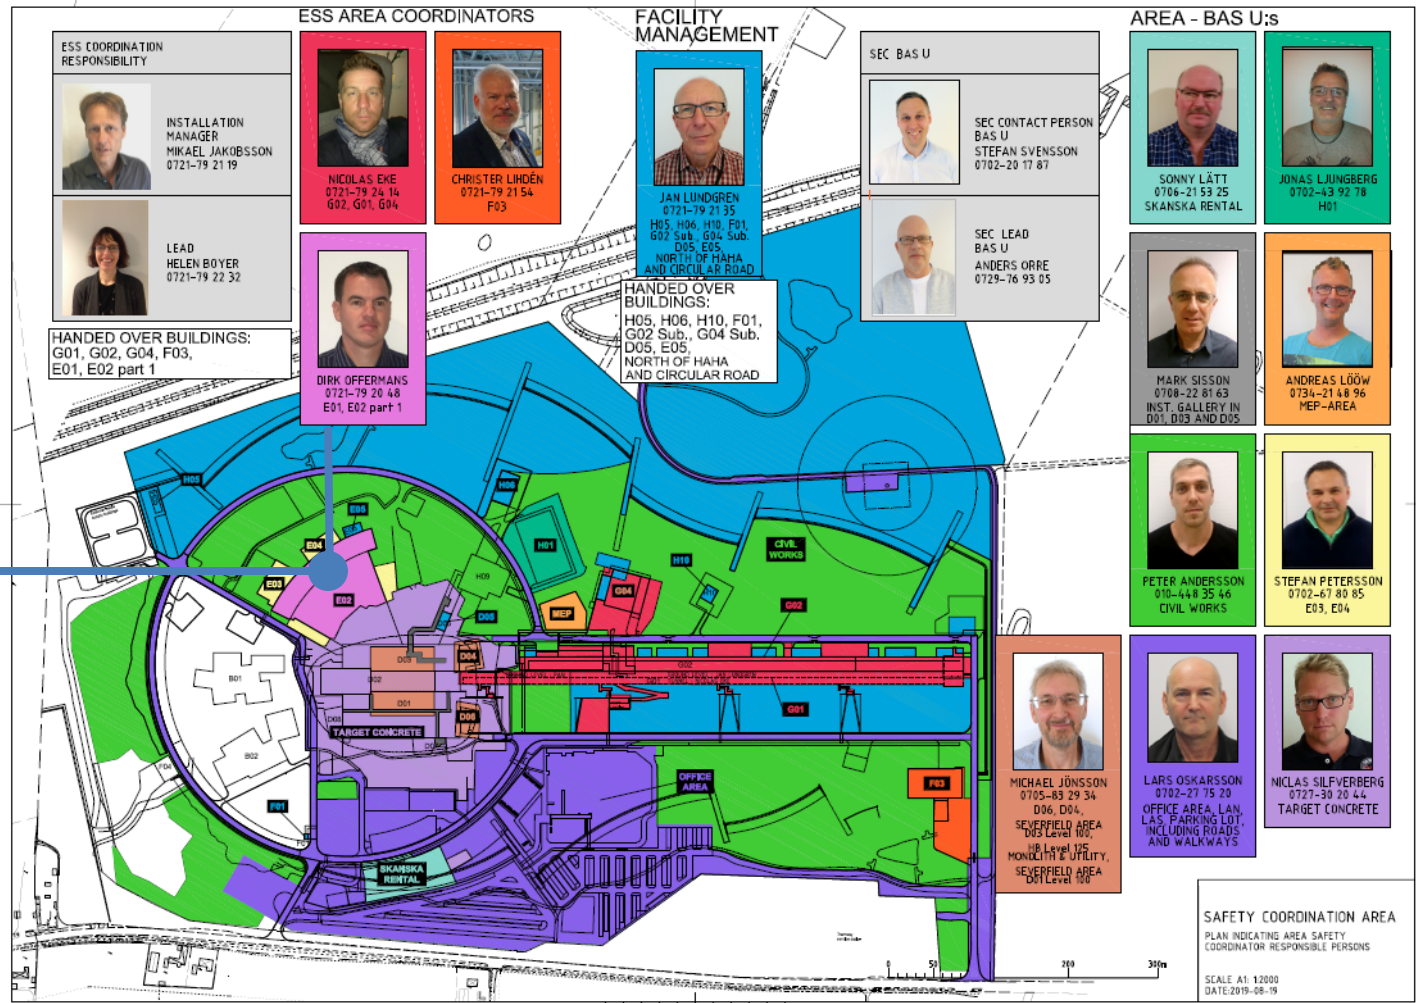 ESS AREA COORDINATORS
FACILITY
MANAGEMENT
AREA - BAS U:s
ESS COORDINATION
RESPONSIBILITY
INSTALLATION
MANAGER
MIKAEL JAKOBSSON
0721-79 21 19
LEAD
HELEN BOYER
0721-79 22 32
HANDED OVER BUILDINGS:
G01, G02, G04, F03,
E01, E02 part 1
NICOLAS EKE
0721-79 24 14
G02, G01, G04
CHRISTER LIHDÉN
0721-79 21 54
F03
DIRK OFFERMANS
0721-79 20 48
E01, E02 part 1
JAN LUNDGREN
0721-79 21 35
H05, H06, H10, F01,
G02 Sub., G04 Sub.
D05, E05,
NORTH OF HAHA
AND CIRCULAR ROAD
HANDED OVER
BUILDINGS:
H05, H06, H10, F01,
G02 Sub., G04 Sub.
D05, E05,
NORTH OF HAHA
AND CIRCULAR ROAD
SEC BAS U
SEC CONTACT PERSON
BAS U
STEFAN SVENSSON
0702-20 17 87
SEC LEAD
BAS U
ANDERS ORRE
0729-76 93 05
SONNY LÄTT
0706-21 53 25
SKANSKA RENTAL
JONAS LJUNGBERG
0702-43 92 78
H01
MARK SISSON
0708-22 81 63
INST. GALLERY IN
D01, D03 AND D05
ANDREAS LÖÖW
0734-21 48 96
MEP-AREA
PETER ANDERSSON
010-448 35 46
CIVIL WORKS
STEFAN PETERSSON
0702-67 80 85
E03, E04
MICHAEL JÖNSSON
0705-83 29 34
D06, D04,
SEVERFIELD AREA
D03 Level 100,
HB Level 125
MONOLITH & UTILITY,
SEVERFIELD AREA
D01 Level 100
LARS OSKARSSON
0702-27 75 20
OFFICE AREA, LAN,
LAS, PARKING LOT,
INCLUDING ROADS
AND WALKWAYS
NICLAS SILFVERBERG
0727-30 20 44
TARGET CONCRETE
H05
H06
E05
E04
H01
CIVIL
WORKS
H10
H09
E03
E02
G04
G02
MEP
D05
D03
D04
G02
D02
B01
D01
G01
D08
D06
TARGET CONCRETE
B02
F04
OFFICE
AREA
F03
F01
SKANSKA
RENTAL
0 50 200 300m
SAFETY COORDINATION AREA
PLAN INDICATING AREA SAFETY
COORDINATOR RESPONSIBLE PERSONS
SCALE A1: 1:2000
DATE:2019-08-19